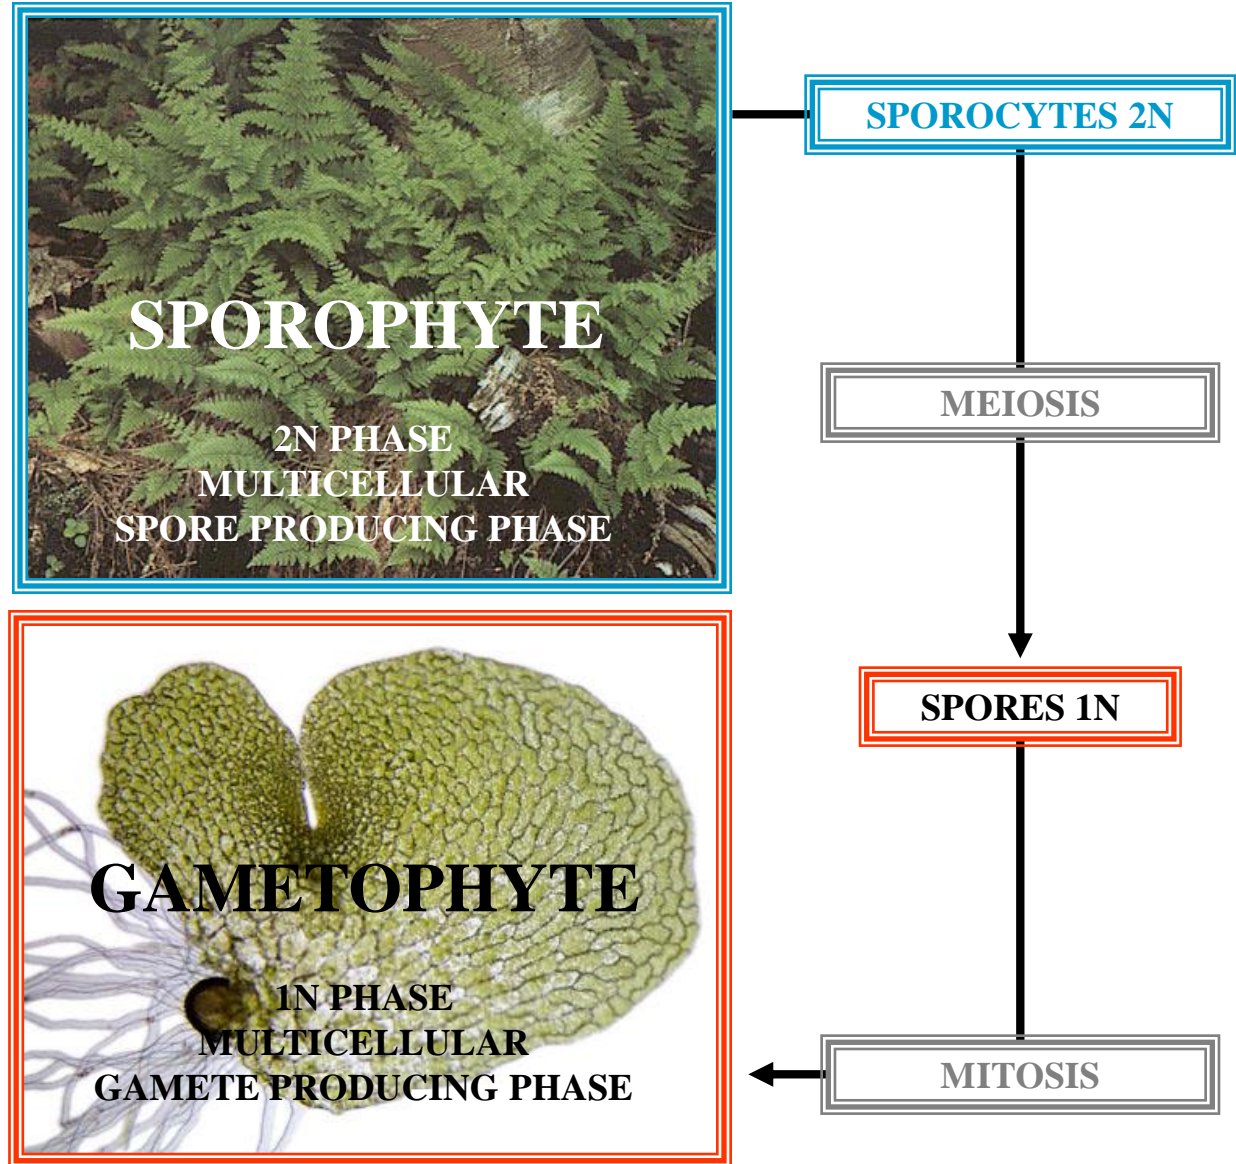 SPOROPHYTE
2N PHASE
MULTICELLULAR
SPORE PRODUCING PHASE
SPOROCYTES 2N
MEIOSIS
SPORES 1N
MITOSIS
GAMETOPHYTE
1N PHASE
MULTICELLULAR
GAMETE PRODUCING PHASE